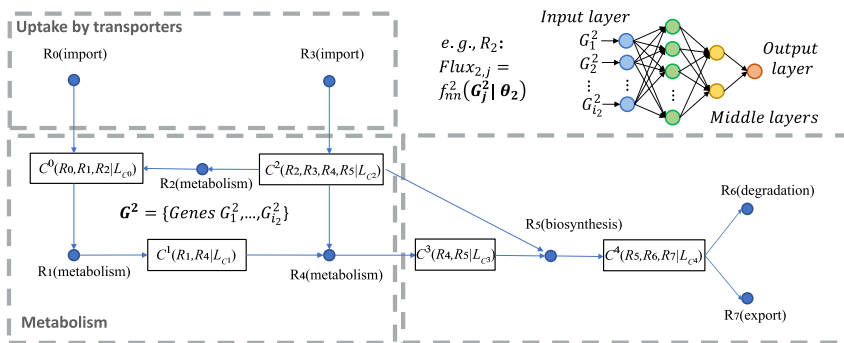 Uptake by transporters
R0(import)
R3(import)
e.g., R2:
Flux2,j =
f²nn(G²j|θ2)
Input layer
G²1
G²2
⋮
G²i2
Output
layer
Middle layers
C⁰(R0,R1,R2|LC0)
R2(metabolism)
C²(R2,R3,R4,R5|LC2)
G² = {Genes G²1,...,G²i2}
R1(metabolism)
C¹(R1,R4|LC1)
R4(metabolism)
C³(R4,R5|LC3)
R5(biosynthesis)
C⁴(R5,R6,R7|LC4)
R6(degradation)
R7(export)
Metabolism